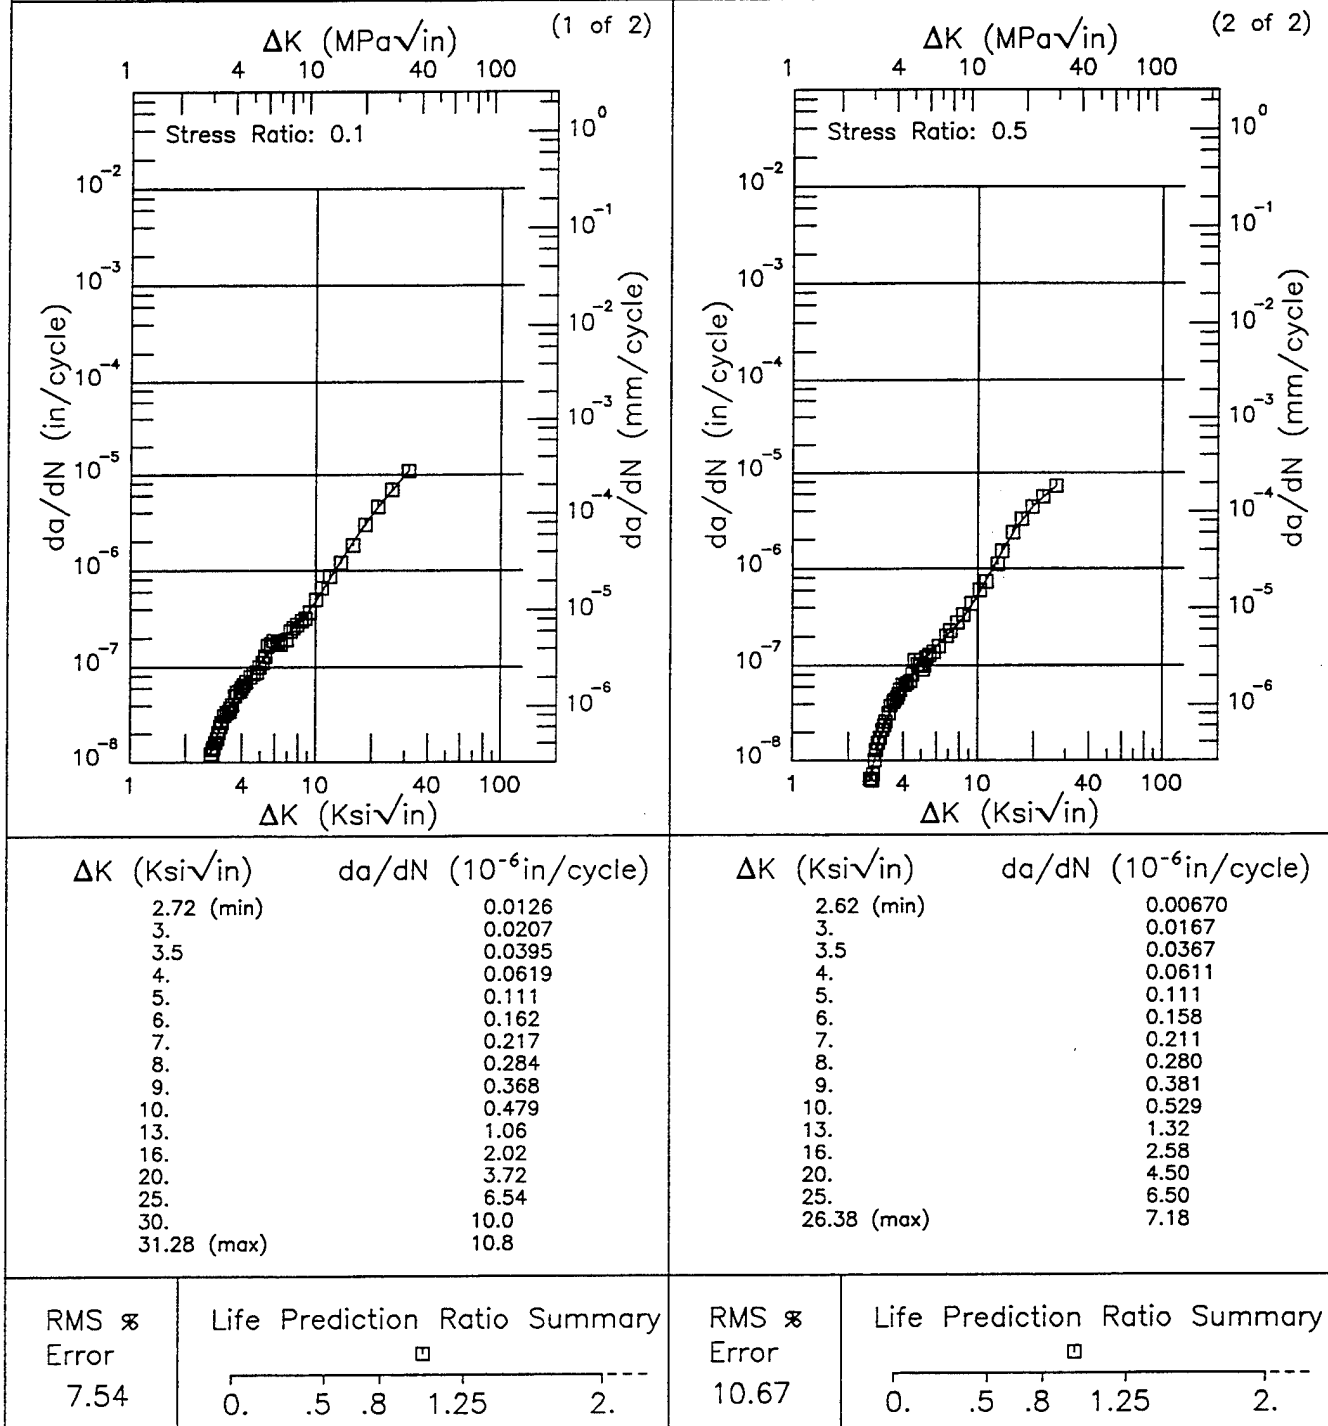 (1 of 2)
ΔK (MPa√in)
1 4 10 40 100
Stress Ratio: 0.1
10⁻²
10⁻³
10⁻⁴
10⁻⁵
10⁻⁶
10⁻⁷
10⁻⁸
da/dN (in/cycle)
10⁰
10⁻¹
10⁻²
10⁻³
10⁻⁴
10⁻⁵
10⁻⁶
da/dN (mm/cycle)
1 4 10 40 100
ΔK (Ksi√in)
(2 of 2)
ΔK (MPa√in)
1 4 10 40 100
Stress Ratio: 0.5
10⁻²
10⁻³
10⁻⁴
10⁻⁵
10⁻⁶
10⁻⁷
10⁻⁸
da/dN (in/cycle)
10⁰
10⁻¹
10⁻²
10⁻³
10⁻⁴
10⁻⁵
10⁻⁶
da/dN (mm/cycle)
1 4 10 40 100
ΔK (Ksi√in)
ΔK (Ksi√in) da/dN (10⁻⁶in/cycle)
2.72 (min) 0.0126
3. 0.0207
3.5 0.0395
4. 0.0619
5. 0.111
6. 0.162
7. 0.217
8. 0.284
9. 0.368
10. 0.479
13. 1.06
16. 2.02
20. 3.72
25. 6.54
30. 10.0
31.28 (max) 10.8
ΔK (Ksi√in) da/dN (10⁻⁶in/cycle)
2.62 (min) 0.00670
3. 0.0167
3.5 0.0367
4. 0.0611
5. 0.111
6. 0.158
7. 0.211
8. 0.280
9. 0.381
10. 0.529
13. 1.32
16. 2.58
20. 4.50
25. 6.50
26.38 (max) 7.18
RMS %
Error
7.54
Life Prediction Ratio Summary
0. .5 .8 1.25 2.
RMS %
Error
10.67
Life Prediction Ratio Summary
0. .5 .8 1.25 2.